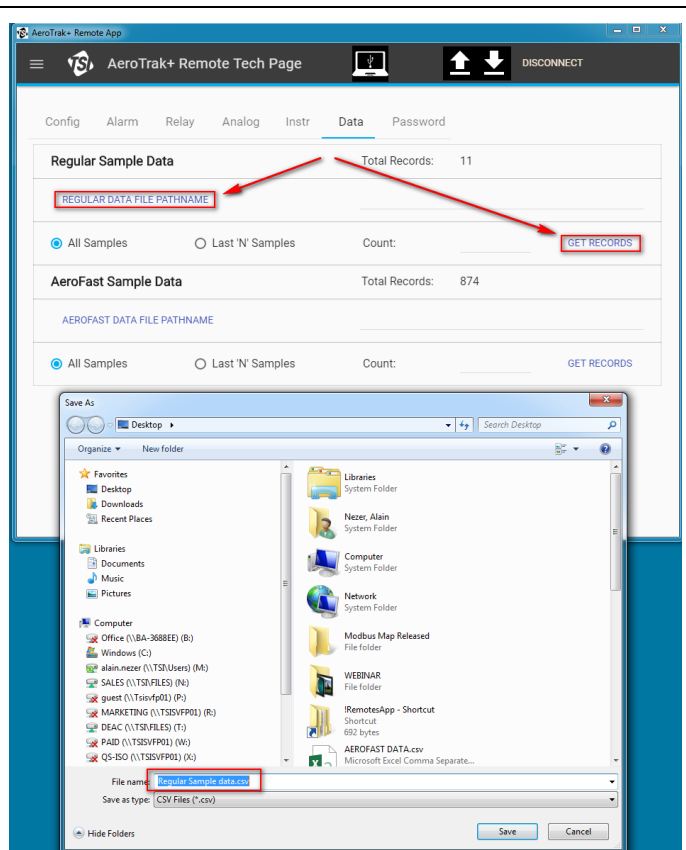 AeroTrak+ Remote App
TSI AeroTrak+ Remote Tech Page DISCONNECT
Config Alarm Relay Analog Instr Data Password
Regular Sample Data Total Records: 11
REGULAR DATA FILE PATHNAME
All Samples Last 'N' Samples Count: GET RECORDS
AeroFast Sample Data Total Records: 874
AEROFAST DATA FILE PATHNAME
All Samples Last 'N' Samples Count: GET RECORDS
Save As
Desktop Search Desktop
Organize New folder
Favorites
Desktop
Downloads
Recent Places
Libraries
Documents
Music
Pictures
Computer
Office (\\BA-3688EE) (B:)
Windows (C:)
alain.nezer (\\TSI\Users) (M:)
SALES (\\TSI\FILES) (N:)
guest (\\Tsisvfp01) (P:)
MARKETING (\\TSISVFP01) (R:)
DEAC (\\TSI\FILES) (T:)
PAID (\\TSISVFP01) (W:)
QS-ISO (\\TSISVFP01) (X:)
Libraries
System Folder
Nezer, Alain
System Folder
Computer
System Folder
Network
System Folder
Modbus Map Released
File folder
WEBINAR
File folder
!RemotesApp - Shortcut
Shortcut
692 bytes
AEROFAST DATA.csv
Microsoft Excel Comma Separate...
File name: Regular Sample data.csv
Save as type: CSV Files (*.csv)
Hide Folders Save Cancel